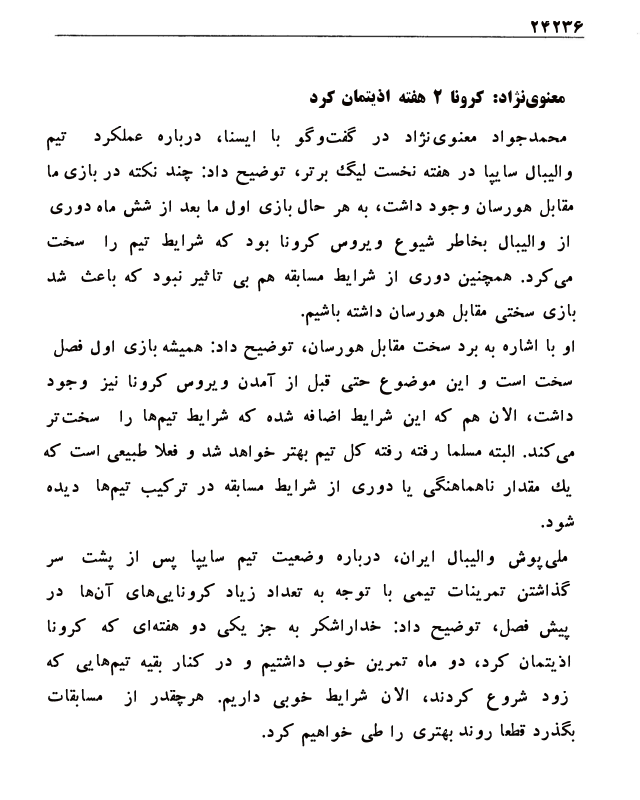 ۲۴۲۳۶
معنوی‌نژاد: کرونا ۲ هفته اذیتمان کرد
محمدجواد معنوی‌نژاد در گفت‌وگو با ایسنا، درباره عملکرد تیم
والیبال سایپا در هفته نخست لیگ برتر، توضیح داد: چند نکته در بازی ما
مقابل هورسان وجود داشت، به هر حال بازی اول ما بعد از شش ماه دوری
از والیبال بخاطر شیوع ویروس کرونا بود که شرایط تیم را سخت
می‌کرد. همچنین دوری از شرایط مسابقه هم بی تاثیر نبود که باعث شد
بازی سختی مقابل هورسان داشته باشیم.
او با اشاره به برد سخت مقابل هورسان، توضیح داد: همیشه بازی اول فصل
سخت است و این موضوع حتی قبل از آمدن ویروس کرونا نیز وجود
داشت، الان هم که این شرایط اضافه شده که شرایط تیم‌ها را سخت‌تر
می‌کند. البته مسلما رفته رفته کل تیم بهتر خواهد شد و فعلا طبیعی است که
یك مقدار ناهماهنگی یا دوری از شرایط مسابقه در ترکیب تیم‌ها دیده
شود.
ملی‌پوش والیبال ایران، درباره وضعیت تیم سایپا پس از پشت سر
گذاشتن تمرینات تیمی با توجه به تعداد زیاد کرونایی‌های آن‌ها در
پیش فصل، توضیح داد: خداراشکر به جز یکی دو هفته‌ای که کرونا
اذیتمان کرد، دو ماه تمرین خوب داشتیم و در کنار بقیه تیم‌هایی که
زود شروع کردند، الان شرایط خوبی داریم. هرچقدر از مسابقات
بگذرد قطعا روند بهتری را طی خواهیم کرد.